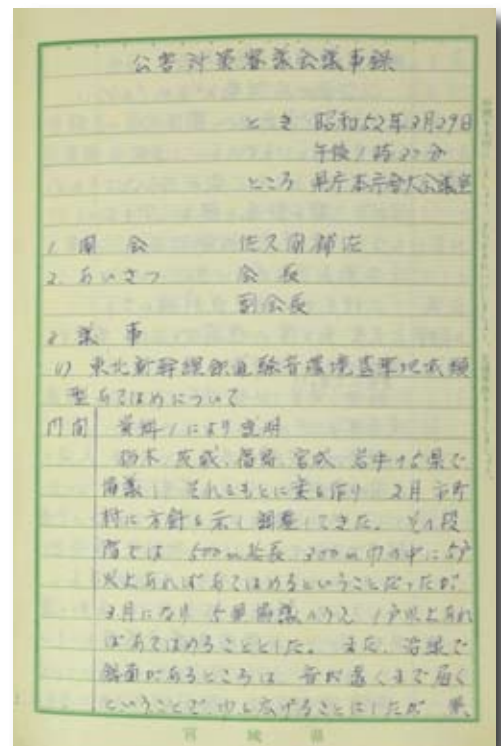 公害対策審議会議事録
とき 昭和52年3月29日
午後1時30分
ところ 県庁本庁舎大会議室
1. 開会 佐久間補佐
2. あいさつ 会長
副会長
3 議事
1) 東北新幹線鉄道騒音環境基準地域類
型あてはめについて
門間 資料1により説明
栃木、茨城、福島、宮城、岩手の5県で
協議し、それをもとに案を作り、2月市町
村に方針を示し調整してきた。その段
階では 500m延長 300m巾の中に5戸
以上あればあてはめるということだったが
3月になり 5県協議のうえ 1戸以上あれ
ばあてはめることとした。また、沿線で
があるところは 音が遠くまで届く
ということで、巾を広げることにしたが 県、
宮城県